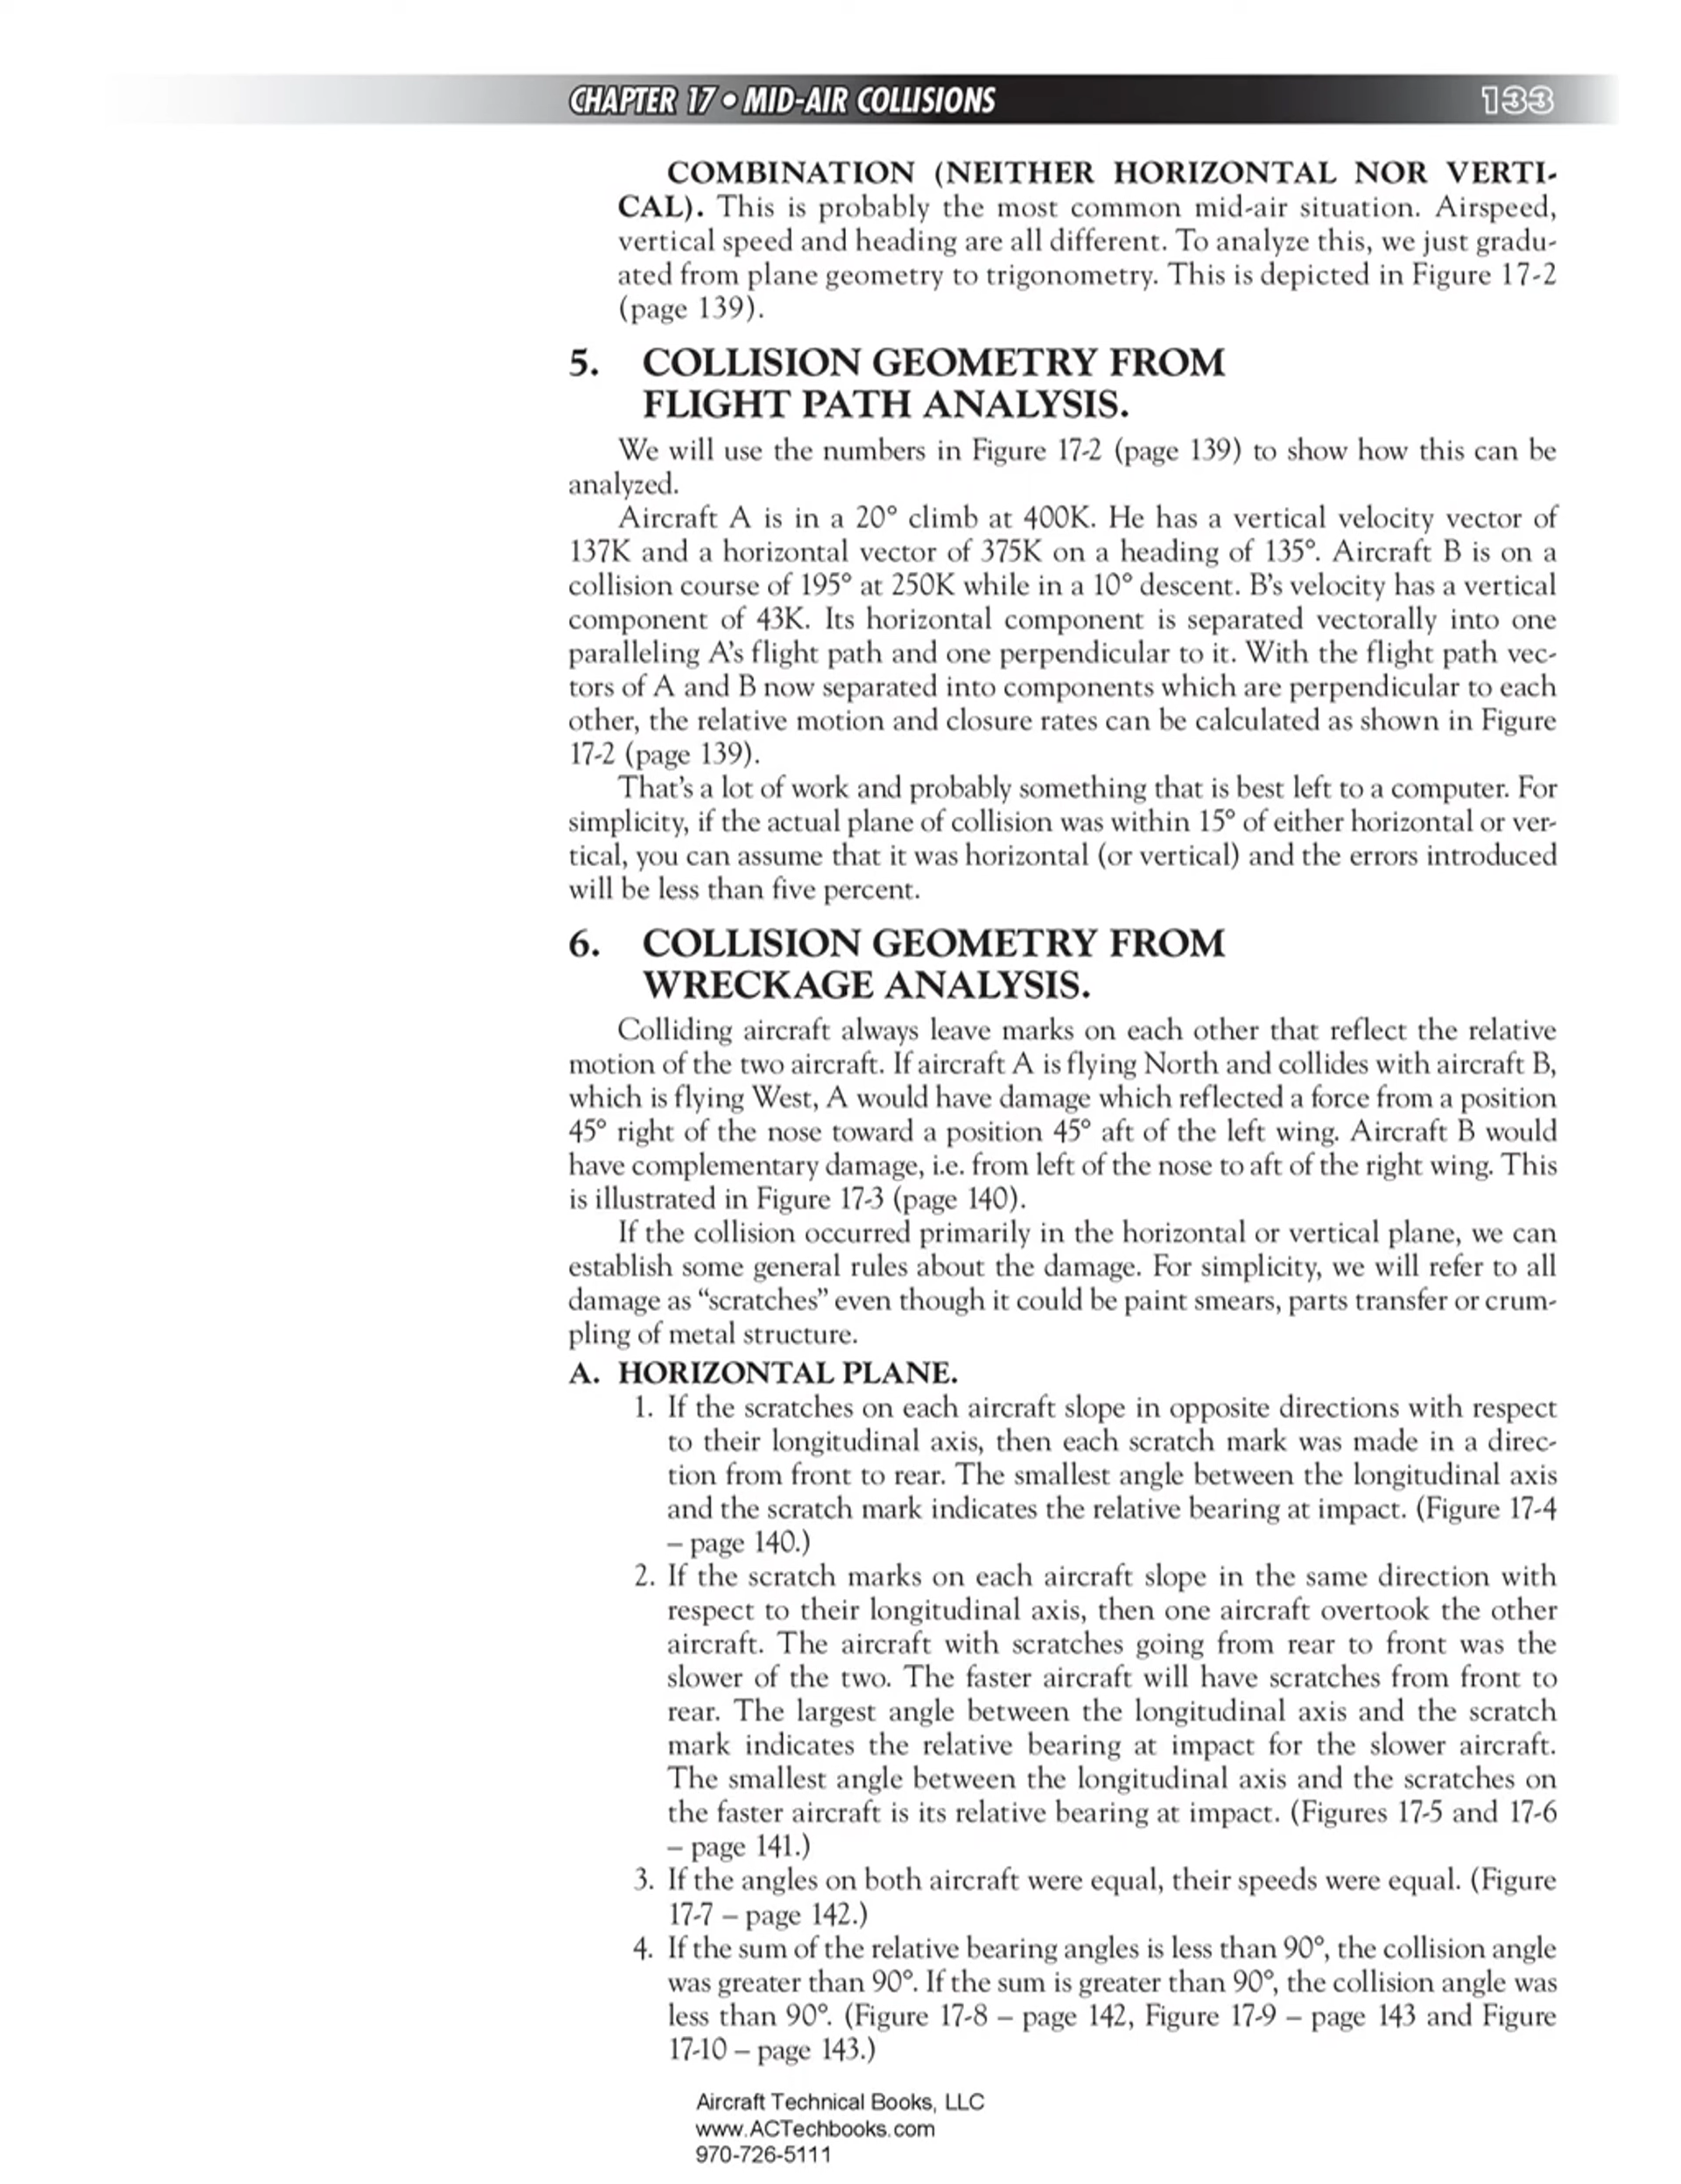 CHAPTER 17 • MID-AIR COLLISIONS 133
COMBINATION (NEITHER HORIZONTAL NOR VERTI-
CAL). This is probably the most common mid-air situation. Airspeed,
vertical speed and heading are all different. To analyze this, we just gradu-
ated from plane geometry to trigonometry. This is depicted in Figure 17-2
(page 139).
5. COLLISION GEOMETRY FROM
FLIGHT PATH ANALYSIS.
We will use the numbers in Figure 17-2 (page 139) to show how this can be
analyzed.
Aircraft A is in a 20° climb at 400K. He has a vertical velocity vector of
137K and a horizontal vector of 375K on a heading of 135°. Aircraft B is on a
collision course of 195° at 250K while in a 10° descent. B's velocity has a vertical
component of 43K. Its horizontal component is separated vectorally into one
paralleling A's flight path and one perpendicular to it. With the flight path vec-
tors of A and B now separated into components which are perpendicular to each
other, the relative motion and closure rates can be calculated as shown in Figure
17-2 (page 139).
That's a lot of work and probably something that is best left to a computer. For
simplicity, if the actual plane of collision was within 15° of either horizontal or ver-
tical, you can assume that it was horizontal (or vertical) and the errors introduced
will be less than five percent.
6. COLLISION GEOMETRY FROM
WRECKAGE ANALYSIS.
Colliding aircraft always leave marks on each other that reflect the relative
motion of the two aircraft. If aircraft A is flying North and collides with aircraft B,
which is flying West, A would have damage which reflected a force from a position
45° right of the nose toward a position 45° aft of the left wing. Aircraft B would
have complementary damage, i.e. from left of the nose to aft of the right wing. This
is illustrated in Figure 17-3 (page 140).
If the collision occurred primarily in the horizontal or vertical plane, we can
establish some general rules about the damage. For simplicity, we will refer to all
damage as “scratches” even though it could be paint smears, parts transfer or crum-
pling of metal structure.
A. HORIZONTAL PLANE.
1. If the scratches on each aircraft slope in opposite directions with respect
to their longitudinal axis, then each scratch mark was made in a direc-
tion from front to rear. The smallest angle between the longitudinal axis
and the scratch mark indicates the relative bearing at impact. (Figure 17-4
– page 140.)
2. If the scratch marks on each aircraft slope in the same direction with
respect to their longitudinal axis, then one aircraft overtook the other
aircraft. The aircraft with scratches going from rear to front was the
slower of the two. The faster aircraft will have scratches from front to
rear. The largest angle between the longitudinal axis and the scratch
mark indicates the relative bearing at impact for the slower aircraft.
The smallest angle between the longitudinal axis and the scratches on
the faster aircraft is its relative bearing at impact. (Figures 17-5 and 17-6
– page 141.)
3. If the angles on both aircraft were equal, their speeds were equal. (Figure
17-7 – page 142.)
4. If the sum of the relative bearing angles is less than 90°, the collision angle
was greater than 90°. If the sum is greater than 90°, the collision angle was
less than 90°. (Figure 17-8 – page 142, Figure 17-9 – page 143 and Figure
17-10 – page 143.)
Aircraft Technical Books, LLC
www.ACTechbooks.com
970-726-5111